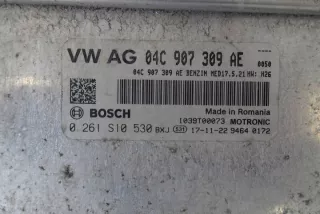 VW AG 04C 907 309 AE 0050
04C 907 309 AE BENZIN MED17.5.21 HW: H26
BOSCH Made in Romania
1039T00073 MOTRONIC
0 261 S10 530 BXJ 17-11-22 9464 0172